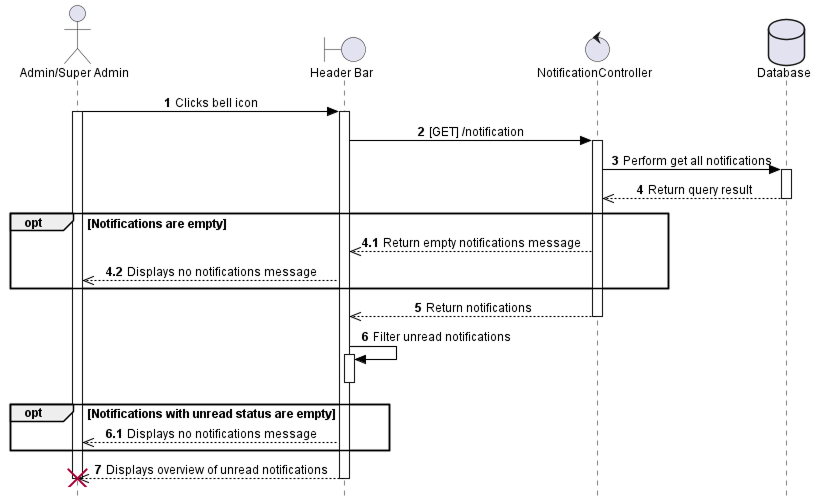 Admin/Super Admin
Header Bar
NotificationController
Database
1 Clicks bell icon
2 [GET] /notification
3 Perform get all notifications
4 Return query result
opt [Notifications are empty]
4.1 Return empty notifications message
4.2 Displays no notifications message
5 Return notifications
6 Filter unread notifications
opt [Notifications with unread status are empty]
6.1 Displays no notifications message
7 Displays overview of unread notifications